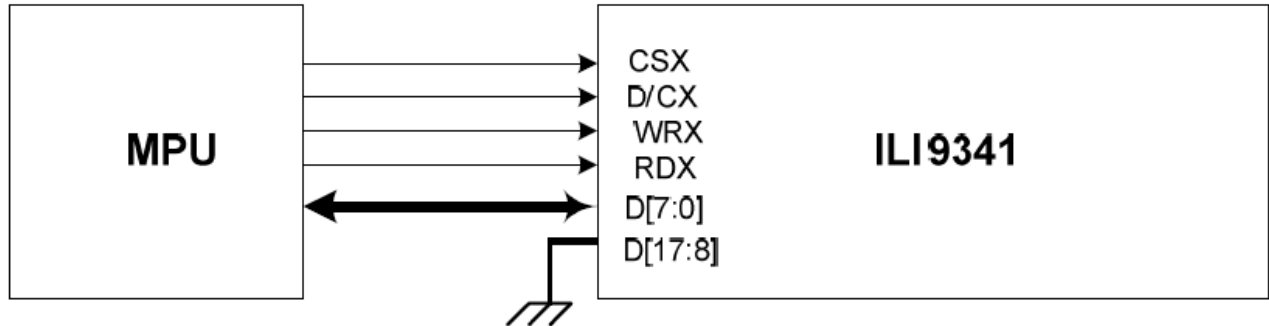 MPU
CSX
D/CX
WRX
RDX
D[7:0]
D[17:8]
ILI9341